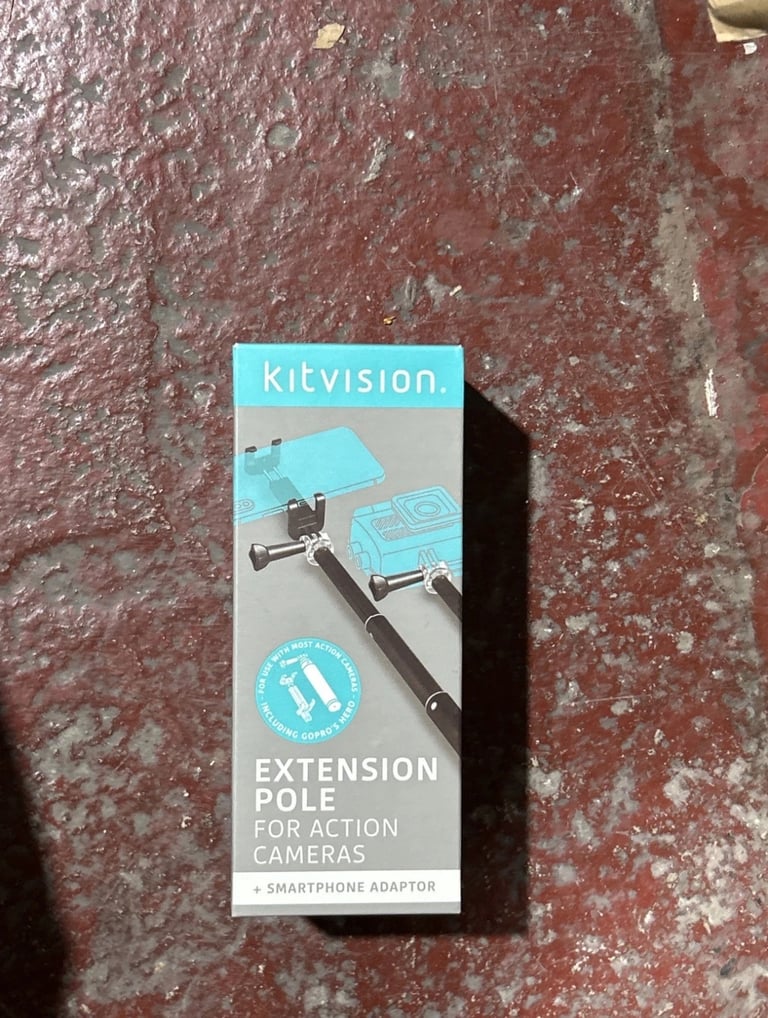 kitvision.
- FOR USE WITH MOST ACTION CAMERAS -
INCLUDING GOPRO'S HERO
EXTENSION
POLE
FOR ACTION
CAMERAS
+ SMARTPHONE ADAPTOR